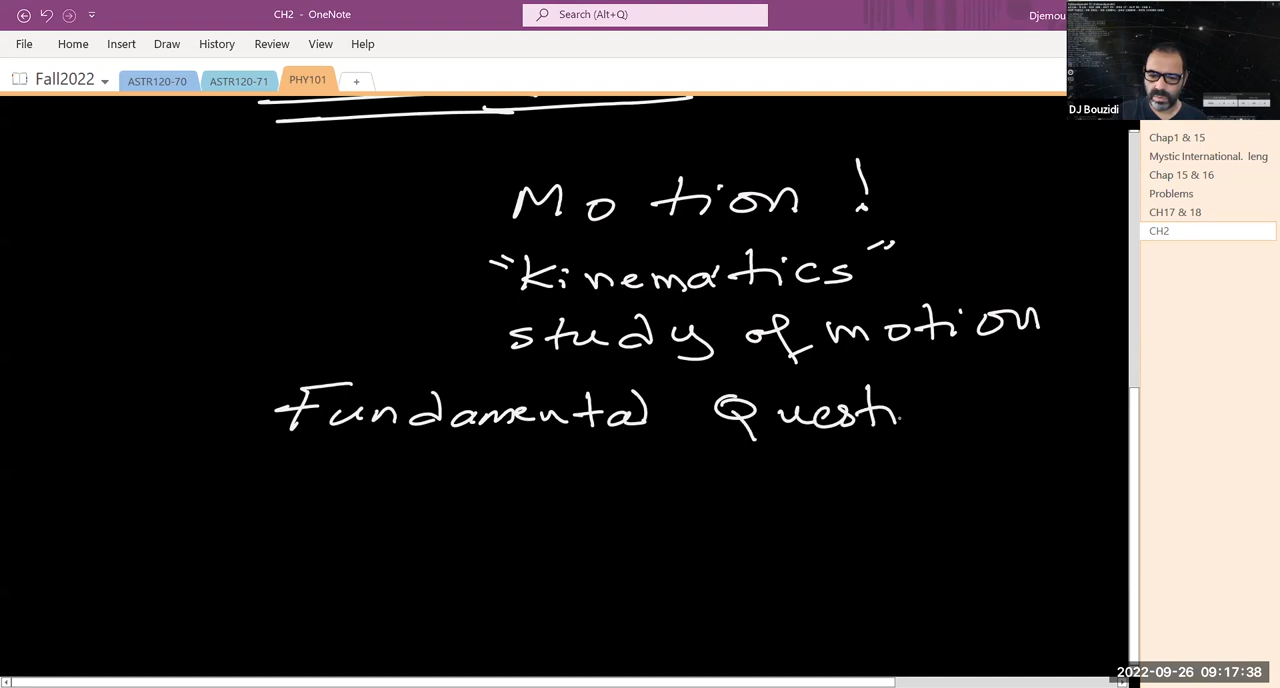 CH2 - OneNote
Search (Alt+Q)
Djemou
File Home Insert Draw History Review View Help
Fall2022 ASTR120-70 ASTR120-71 PHY101 +
DJ Bouzidi
Motion !
"Kinematics"
study of motion
Fundamental Questi
Chap1 & 15
Mystic International. leng
Chap 15 & 16
Problems
CH17 & 18
CH2
2022-09-26 09:17:38